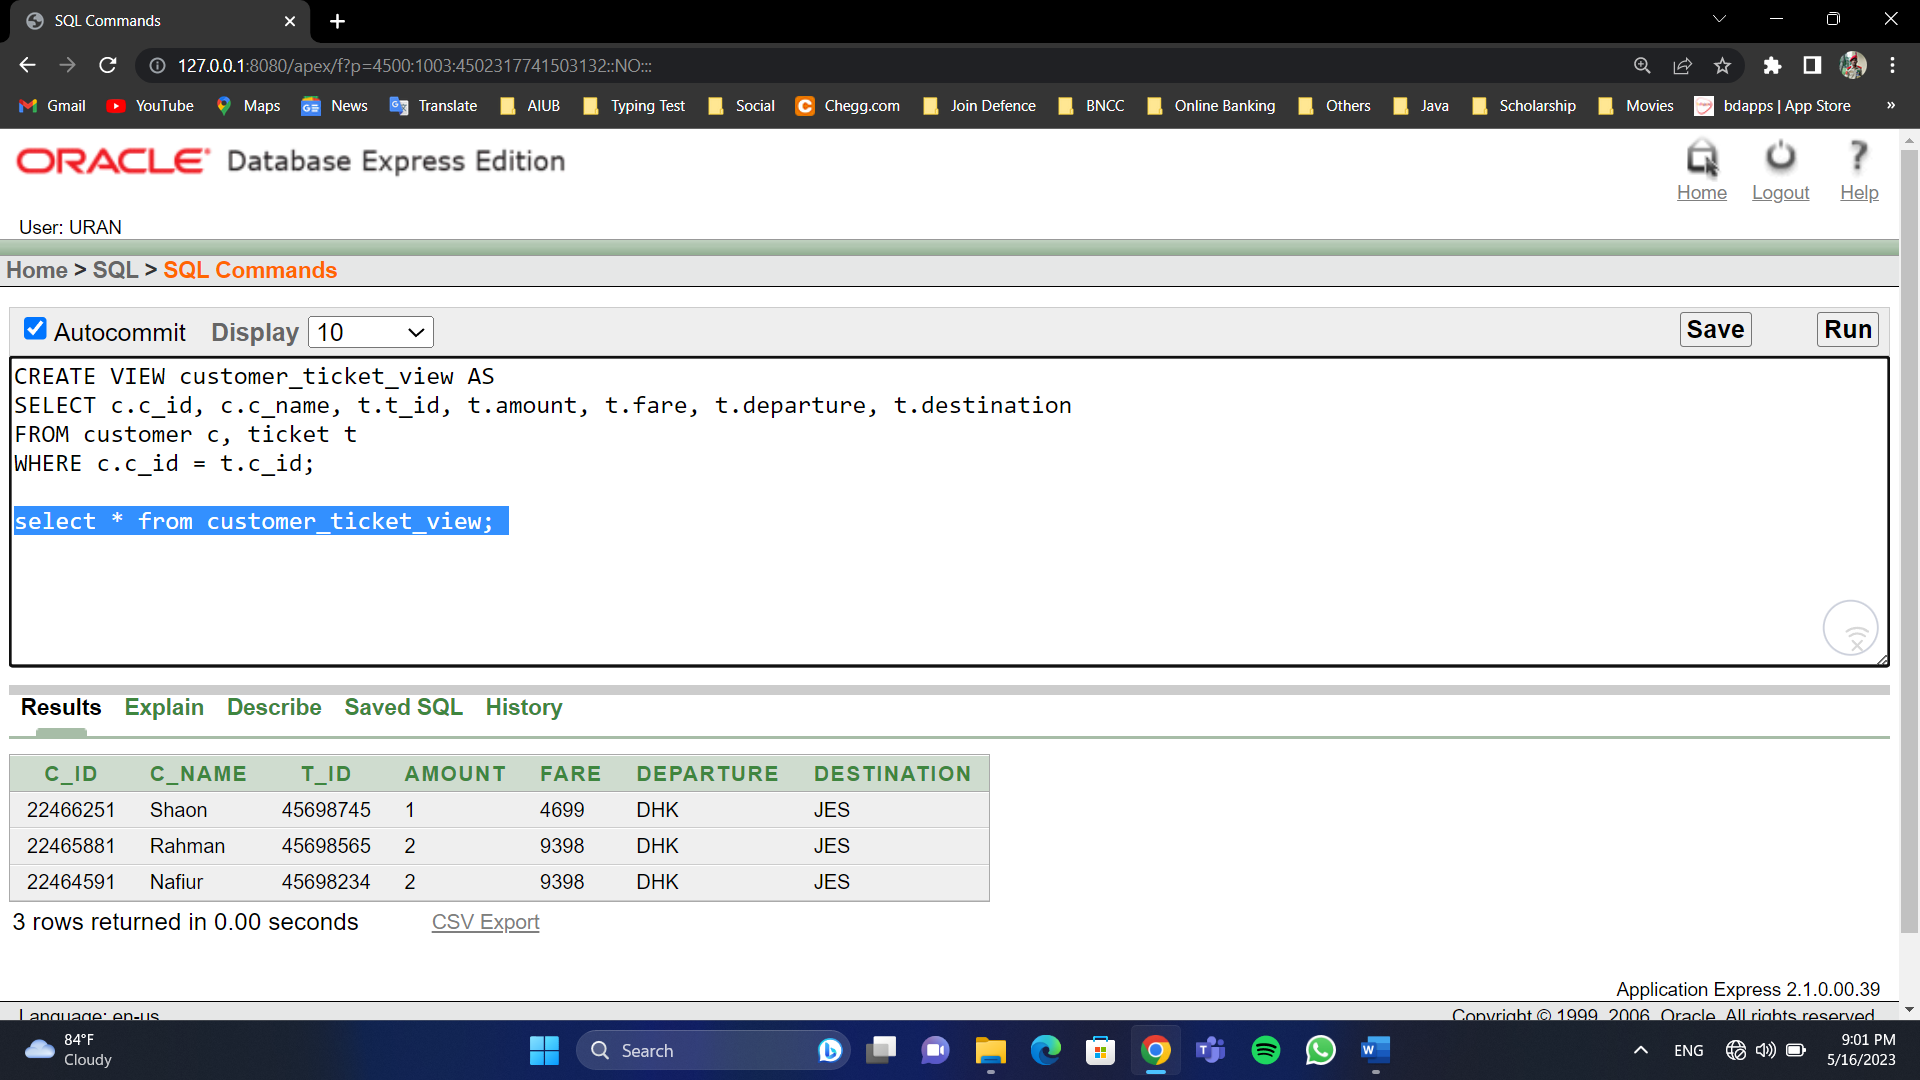 SQL Commands
127.0.0.1:8080/apex/f?p=4500:1003:4502317741503132::NO:::
Gmail YouTube Maps News Translate AIUB Typing Test Social Chegg.com Join Defence BNCC Online Banking Others Java Scholarship Movies bdapps | App Store »
ORACLE Database Express Edition
Home Logout Help
User: URAN
Home > SQL > SQL Commands
Autocommit Display 10 Save Run
CREATE VIEW customer_ticket_view AS
SELECT c.c_id, c.c_name, t.t_id, t.amount, t.fare, t.departure, t.destination
FROM customer c, ticket t
WHERE c.c_id = t.c_id;
select * from customer_ticket_view;
Results Explain Describe Saved SQL History
C_ID C_NAME T_ID AMOUNT FARE DEPARTURE DESTINATION
22466251 Shaon 45698745 1 4699 DHK JES
22465881 Rahman 45698565 2 9398 DHK JES
22464591 Nafiur 45698234 2 9398 DHK JES
3 rows returned in 0.00 seconds CSV Export
Application Express 2.1.0.00.39
Language: en-us Copyright © 1999, 2006, Oracle. All rights reserved.
84°F
Cloudy
Search
ENG
9:01 PM
5/16/2023